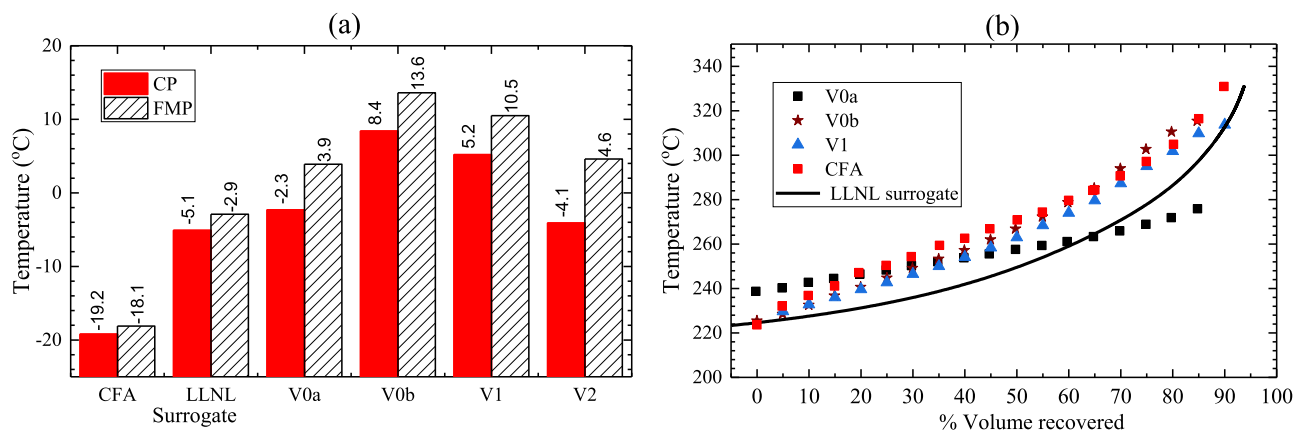 (a)
Temperature (°C)
20
10
0
-10
-20
CP
FMP
-19.2
-18.1
-5.1
-2.9
-2.3
3.9
8.4
13.6
5.2
10.5
-4.1
4.6
CFA
LLNL
Surrogate
V0a
V0b
V1
V2
(b)
Temperature (°C)
340
320
300
280
260
240
220
200
V0a
V0b
V1
CFA
LLNL surrogate
0 10 20 30 40 50 60 70 80 90 100
% Volume recovered